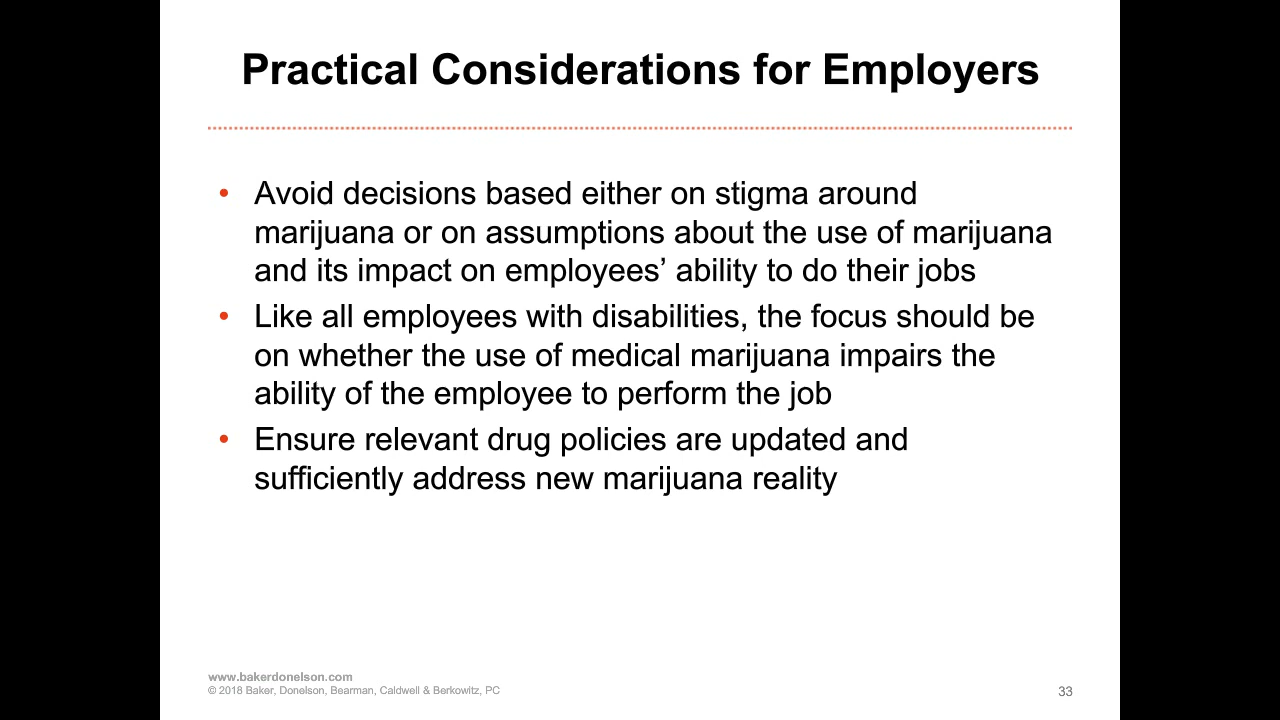 Practical Considerations for Employers
• Avoid decisions based either on stigma around
marijuana or on assumptions about the use of marijuana
and its impact on employees’ ability to do their jobs
• Like all employees with disabilities, the focus should be
on whether the use of medical marijuana impairs the
ability of the employee to perform the job
• Ensure relevant drug policies are updated and
sufficiently address new marijuana reality
www.bakerdonelson.com
© 2018 Baker, Donelson, Bearman, Caldwell & Berkowitz, PC
33